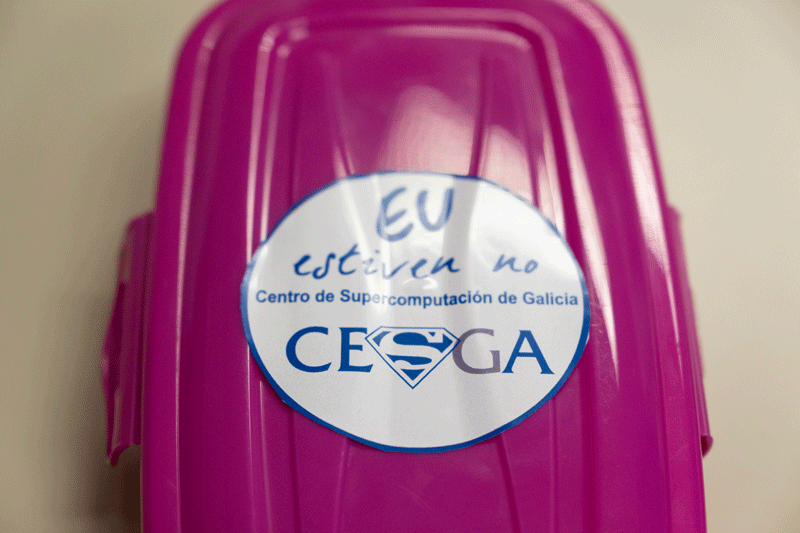 EU
estiven no
Centro de Supercomputación de Galicia
CESGA